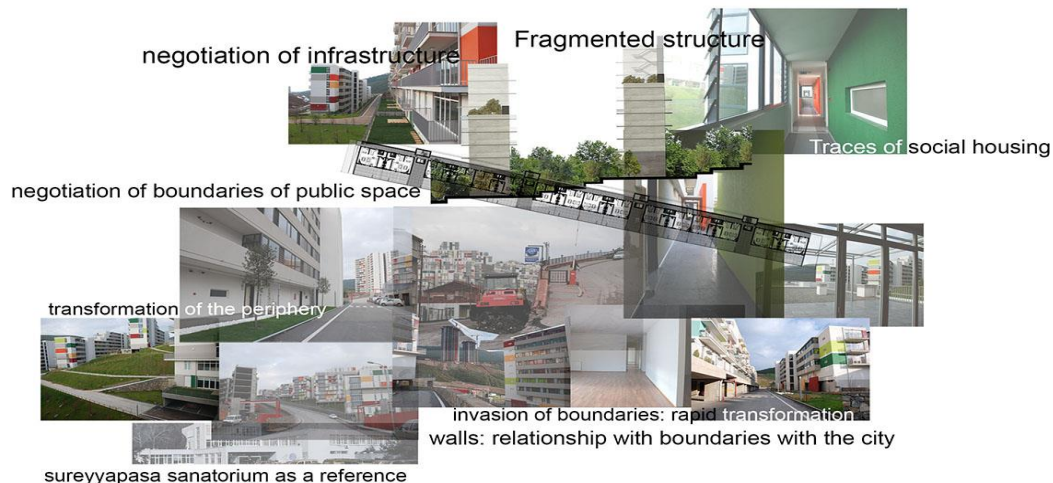 negotiation of infrastructure
Fragmented structure
Traces of social housing
negotiation of boundaries of public space
transformation of the periphery
invasion of boundaries: rapid transformation
walls: relationship with boundaries with the city
sureyyapasa sanatorium as a reference